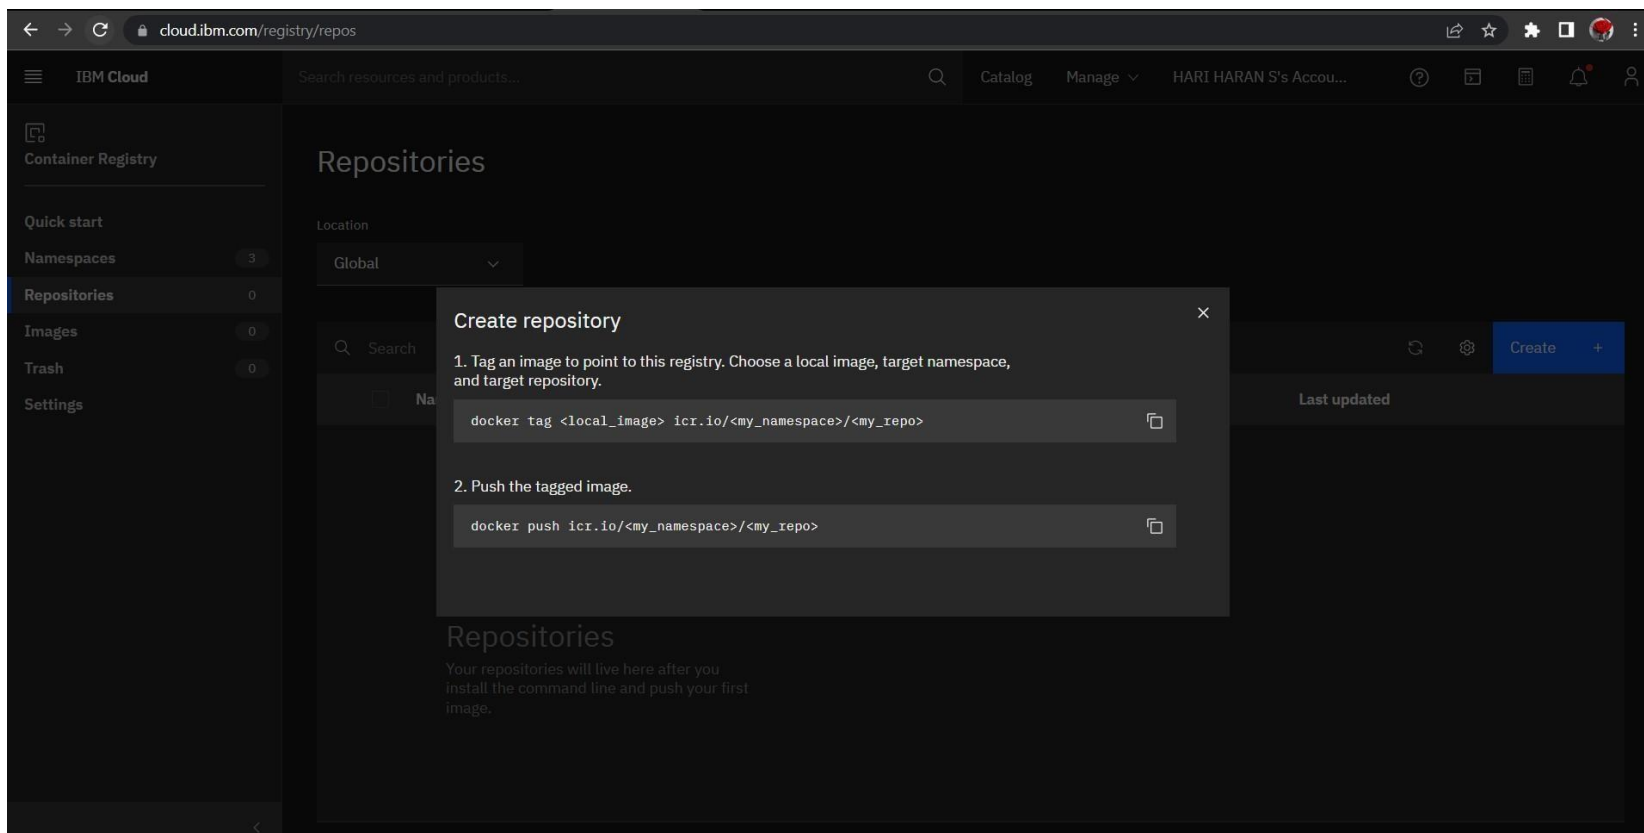 cloud.ibm.com/registry/repos
IBM Cloud
Search resources and products...
Catalog
Manage
HARI HARAN S's Accou...
Container Registry
Quick start
Namespaces 3
Repositories 0
Images 0
Trash 0
Settings
Repositories
Location
Global
Search
Create +
Na
Last updated
Create repository
1. Tag an image to point to this registry. Choose a local image, target namespace,
and target repository.
docker tag <local_image> icr.io/<my_namespace>/<my_repo>
2. Push the tagged image.
docker push icr.io/<my_namespace>/<my_repo>
Repositories
Your repositories will live here after you
install the command line and push your first
image.